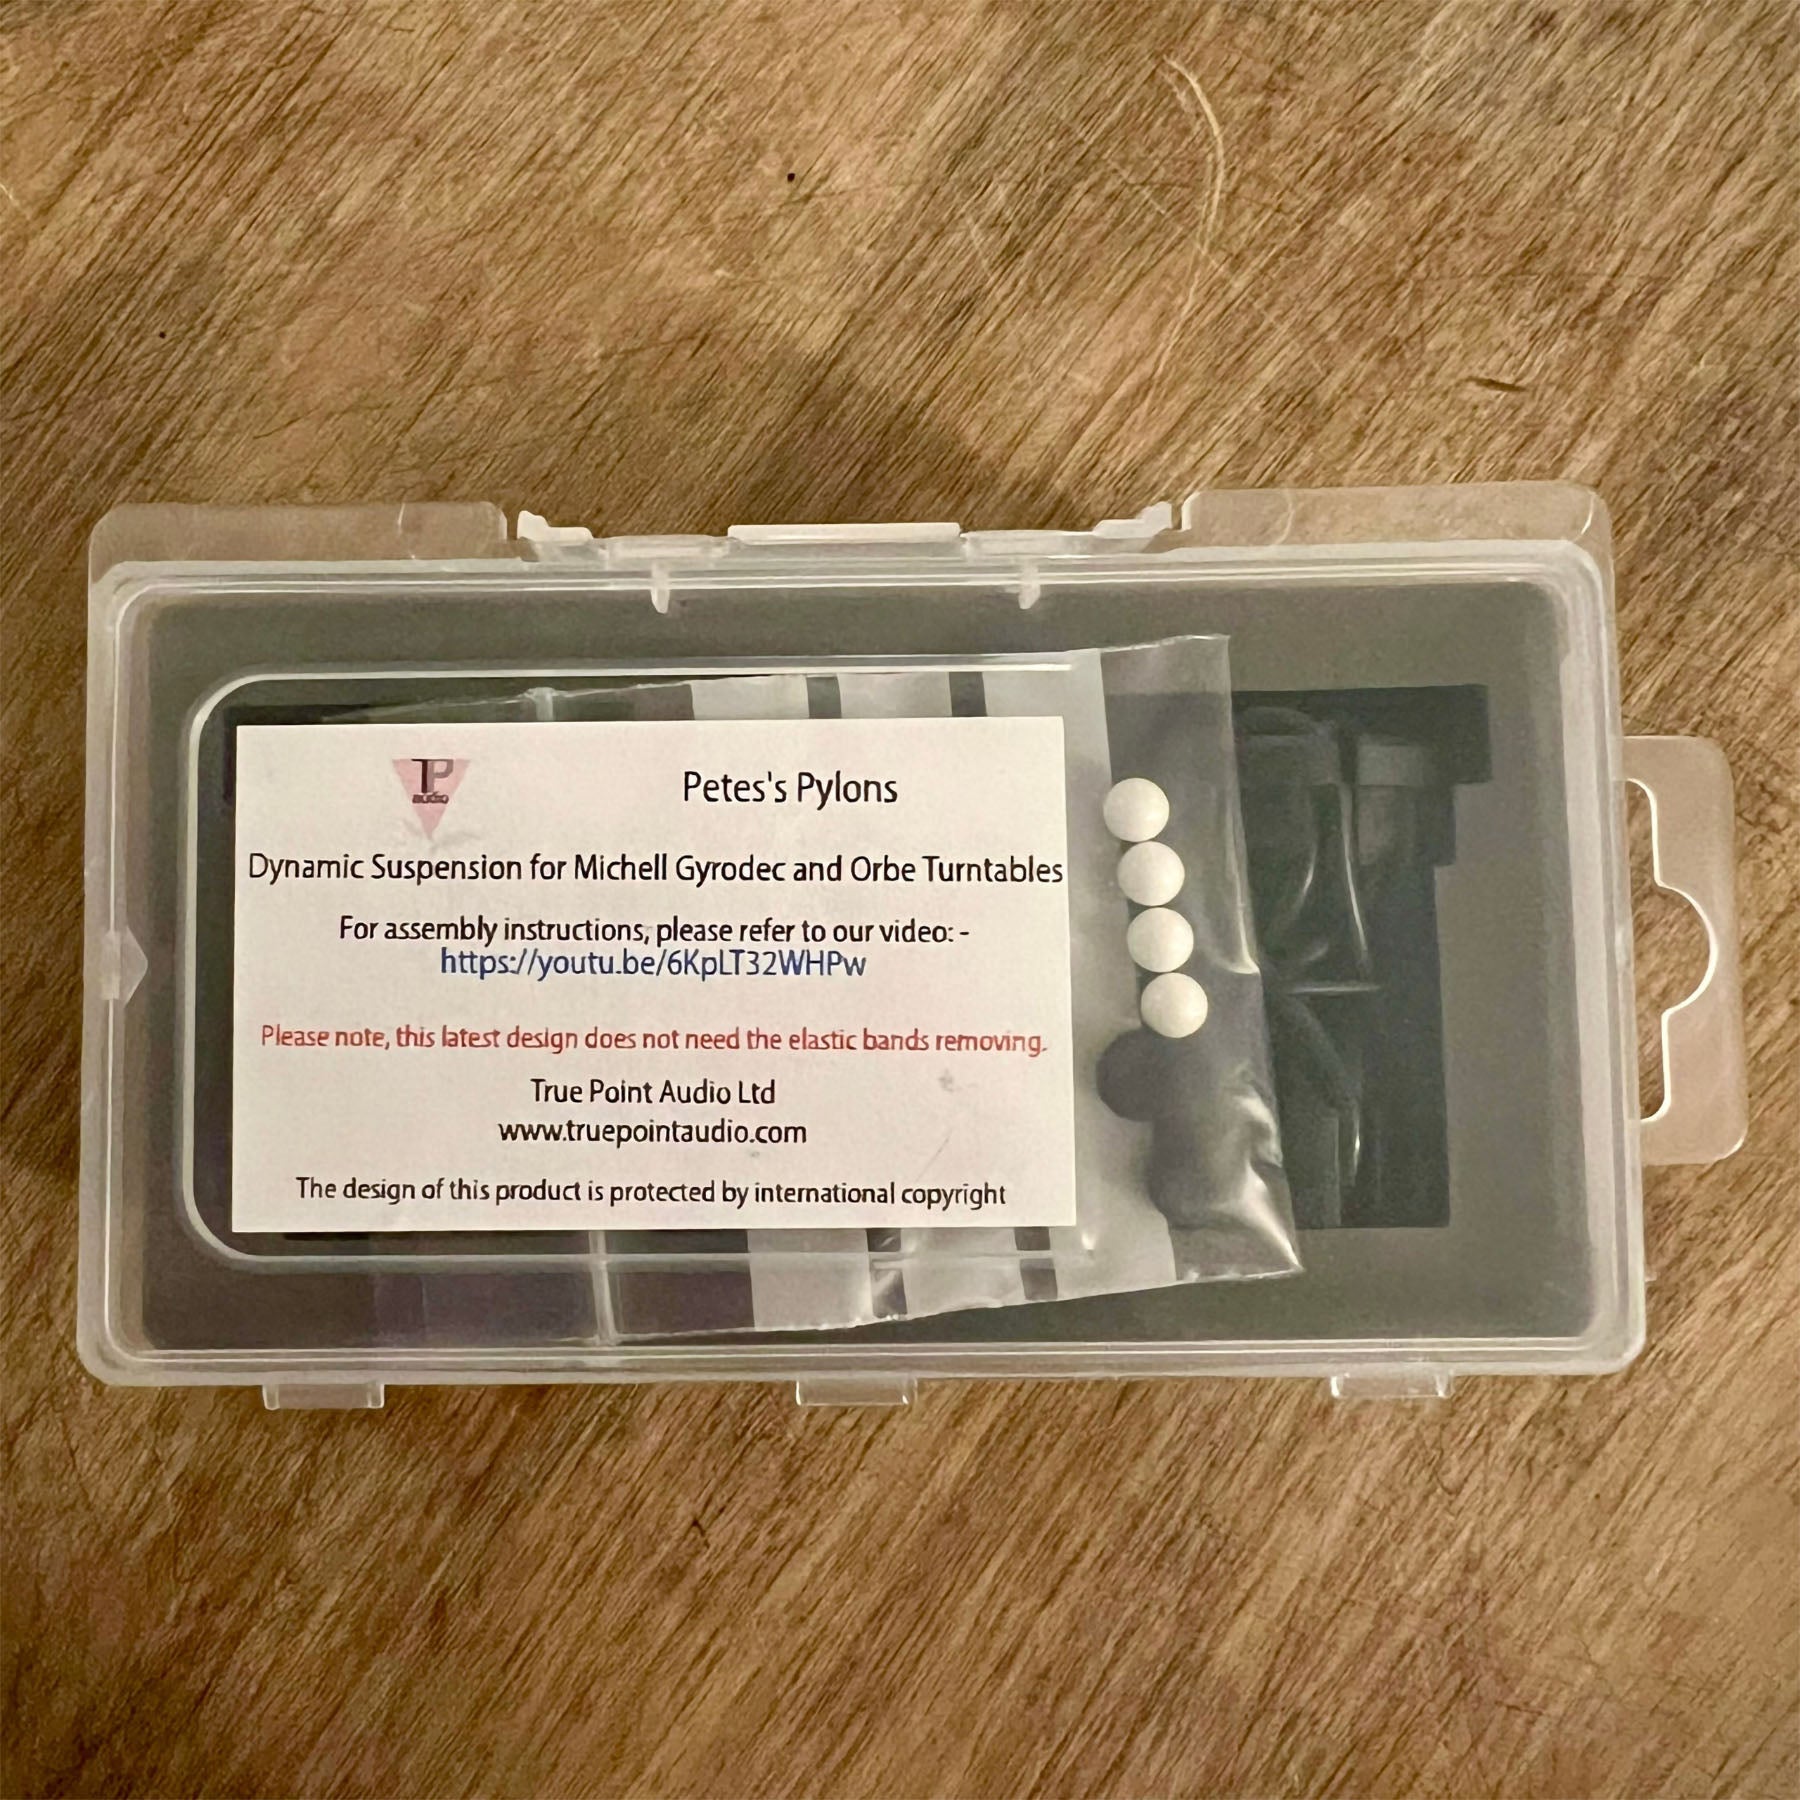 TP
audio
Petes's Pylons
Dynamic Suspension for Michell Gyrodec and Orbe Turntables
For assembly instructions, please refer to our video: -
https://youtu.be/6KpLT32WHPw
Please note, this latest design does not need the elastic bands removing.
True Point Audio Ltd
www.truepointaudio.com
The design of this product is protected by international copyright